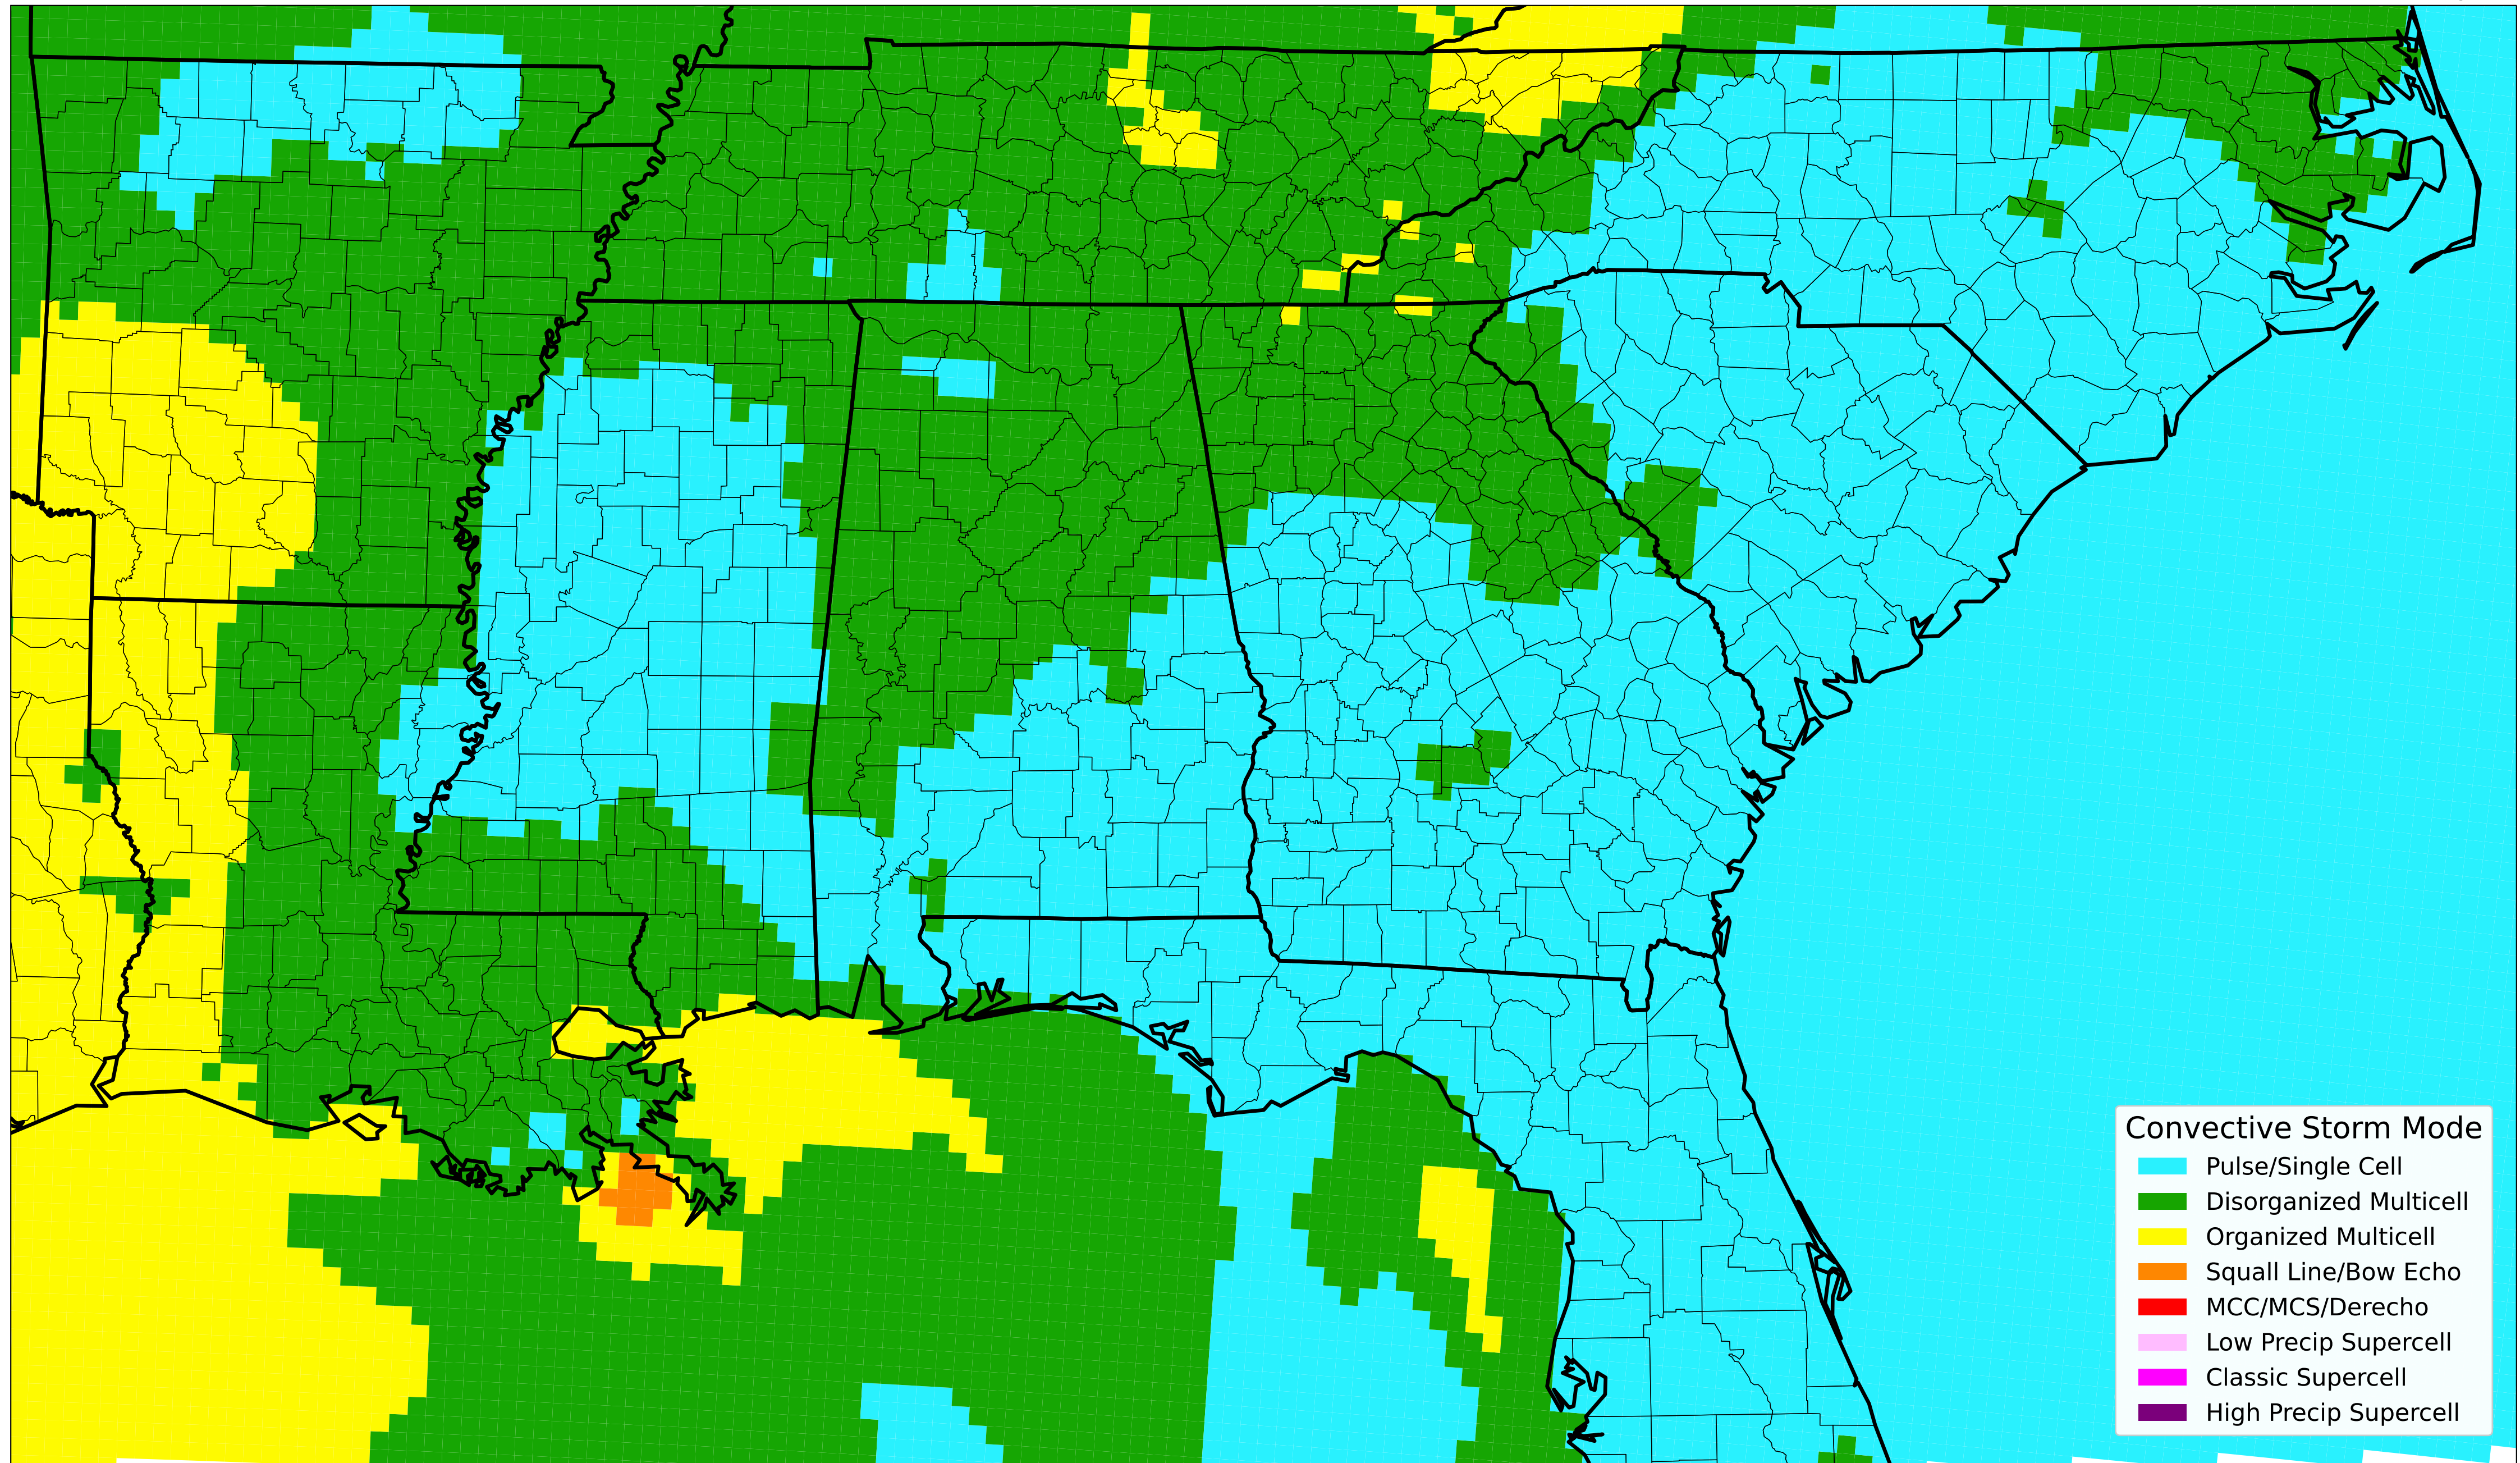 Convective Storm Mode
Pulse/Single Cell
Disorganized Multicell
Organized Multicell
Squall Line/Bow Echo
MCC/MCS/Derecho
Low Precip Supercell
Classic Supercell
High Precip Supercell